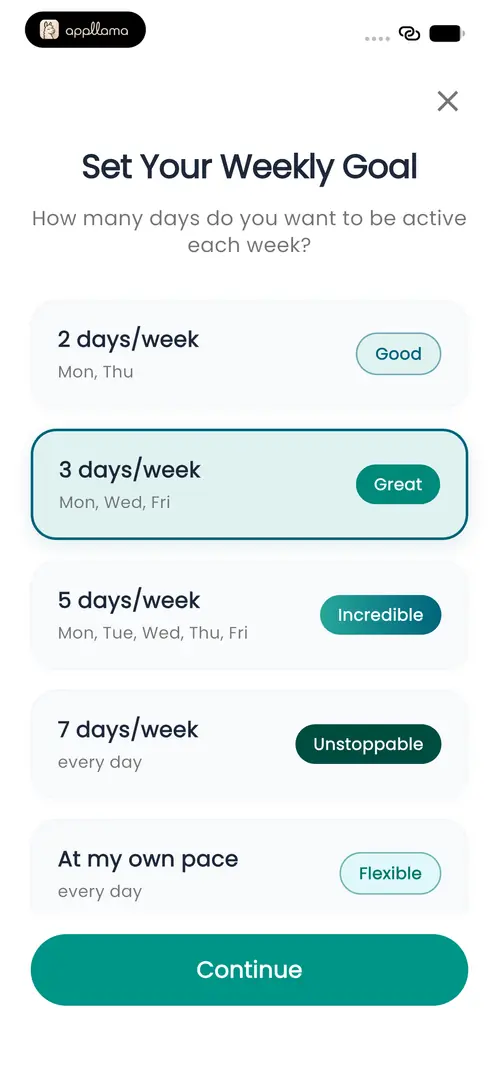 appllama
Set Your Weekly Goal
How many days do you want to be active
each week?
2 days/week
Mon, Thu
Good
3 days/week
Mon, Wed, Fri
Great
5 days/week
Mon, Tue, Wed, Thu, Fri
Incredible
7 days/week
every day
Unstoppable
At my own pace
every day
Flexible
Continue